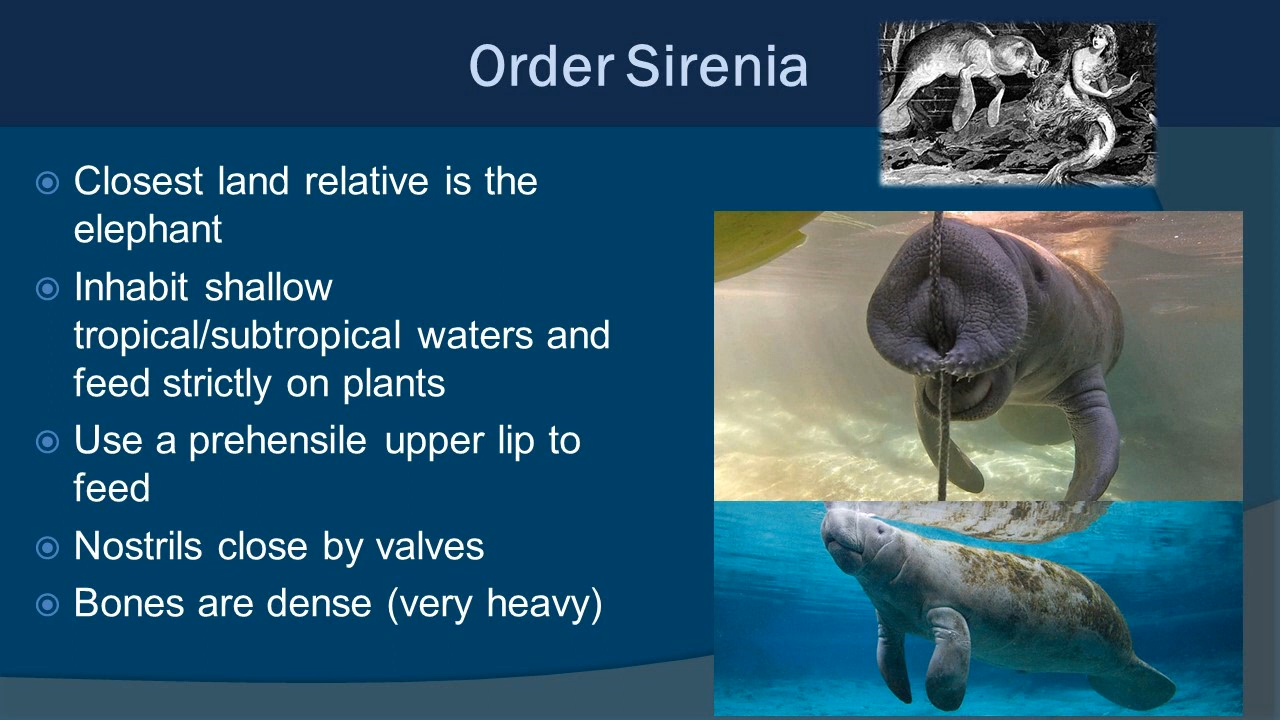 Order Sirenia
Closest land relative is the
elephant
Inhabit shallow
tropical/subtropical waters and
feed strictly on plants
Use a prehensile upper lip to
feed
Nostrils close by valves
Bones are dense (very heavy)